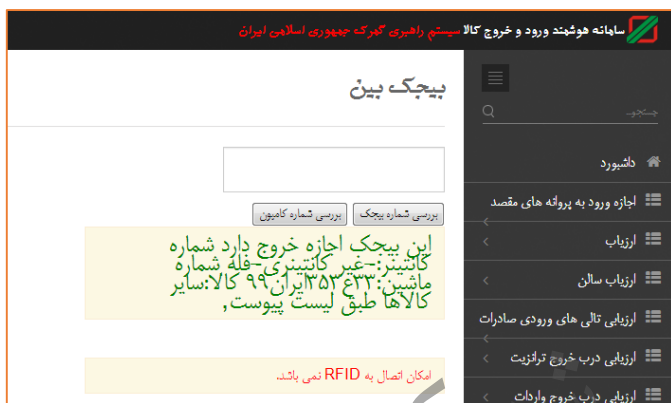 سامانه هوشمند ورود و خروج کالا سیستم راهبری گمرک جمهوری اسلامی ایران
جستجو...
داشبورد
اجازه ورود به پروانه های مقصد
ارزیاب
ارزیاب سالن
ارزیابی تالی های ورودی صادرات
ارزیابی درب خروج ترانزیت
ارزیابی درب خروج واردات
بیجک بین
بررسی شماره بیجک
بررسی شماره کامیون
این بیجک اجازه خروج دارد شماره
کانتینر:-غیر کانتینری-فله شماره
ماشین:۳۳ع۳۵۳ایران۹۹ کالا:سایر
کالاها طبق لیست پیوست,
امکان اتصال به RFID نمی باشد.